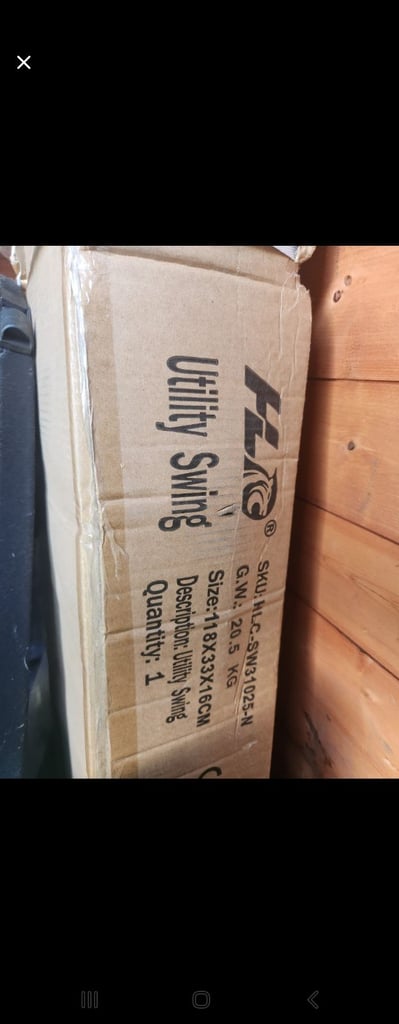 HLC®
Utility Swing
SKU: HLC-SW31025-N
G.W.: 20.5 KG
Size:118X33X16CM
Description: Utility Swing
Quantity: 1